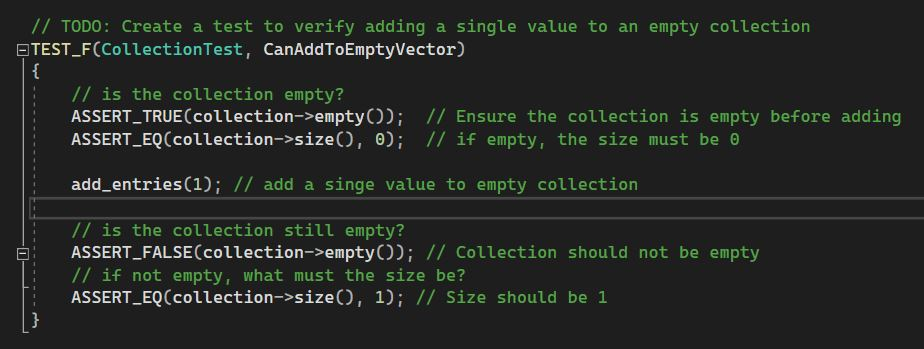 // TODO: Create a test to verify adding a single value to an empty collection
TEST_F(CollectionTest, CanAddToEmptyVector)
{
// is the collection empty?
ASSERT_TRUE(collection->empty()); // Ensure the collection is empty before adding
ASSERT_EQ(collection->size(), 0); // if empty, the size must be 0
add_entries(1); // add a singe value to empty collection
// is the collection still empty?
ASSERT_FALSE(collection->empty()); // Collection should not be empty
// if not empty, what must the size be?
ASSERT_EQ(collection->size(), 1); // Size should be 1
}